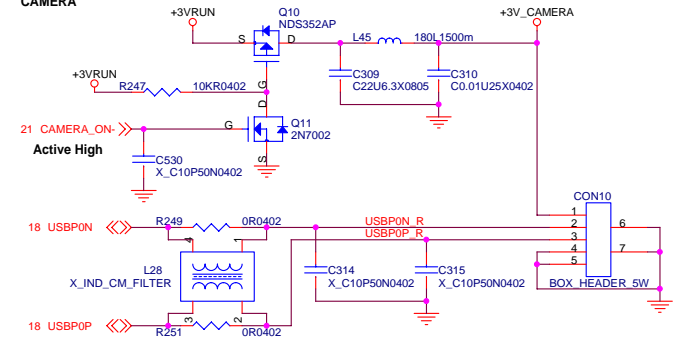 CAMERA
+3VRUN
Q10
NDS352AP
+3V_CAMERA
S
D
L45
180L1500m
+3VRUN
G
C309
C22U6.3X0805
C310
C0.01U25X0402
R247
10KR0402
D
21 CAMERA_ON-
G
Q11
2N7002
Active High
S
C530
X_C10P50N0402
CON10
18 USBP0N
R249
0R0402
USBP0N_R
USBP0P_R
1
2
3
4
5
6
7
4
1
L28
X_IND_CM_FILTER
C314
X_C10P50N0402
C315
X_C10P50N0402
BOX_HEADER_5W
3
2
18 USBP0P
R251
0R0402